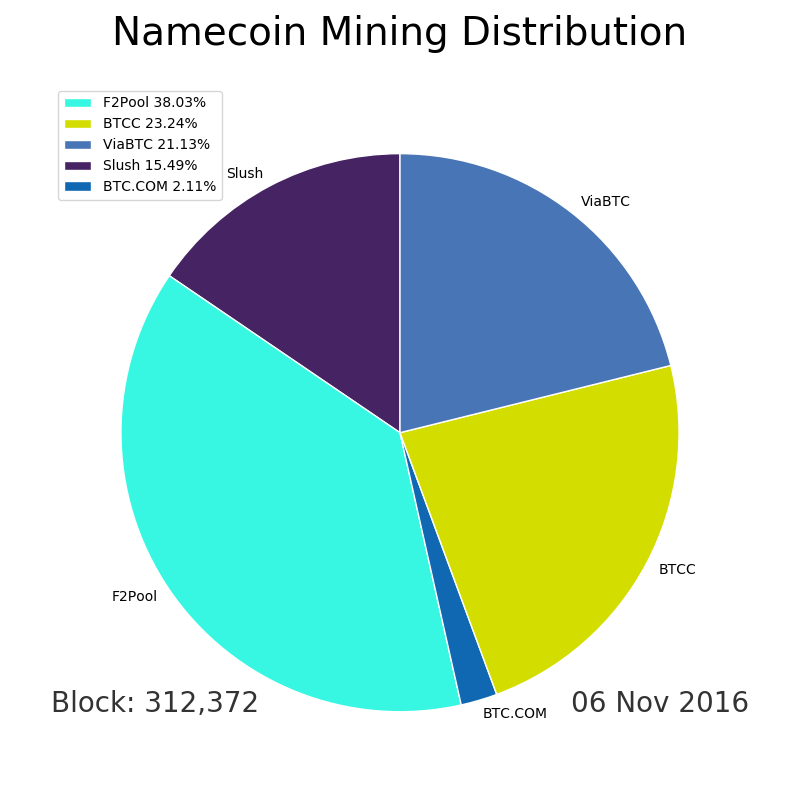 Namecoin Mining Distribution
F2Pool 38.03%
BTCC 23.24%
ViaBTC 21.13%
Slush 15.49%
BTC.COM 2.11%
Slush
ViaBTC
BTCC
F2Pool
BTC.COM
Block: 312,372
06 Nov 2016